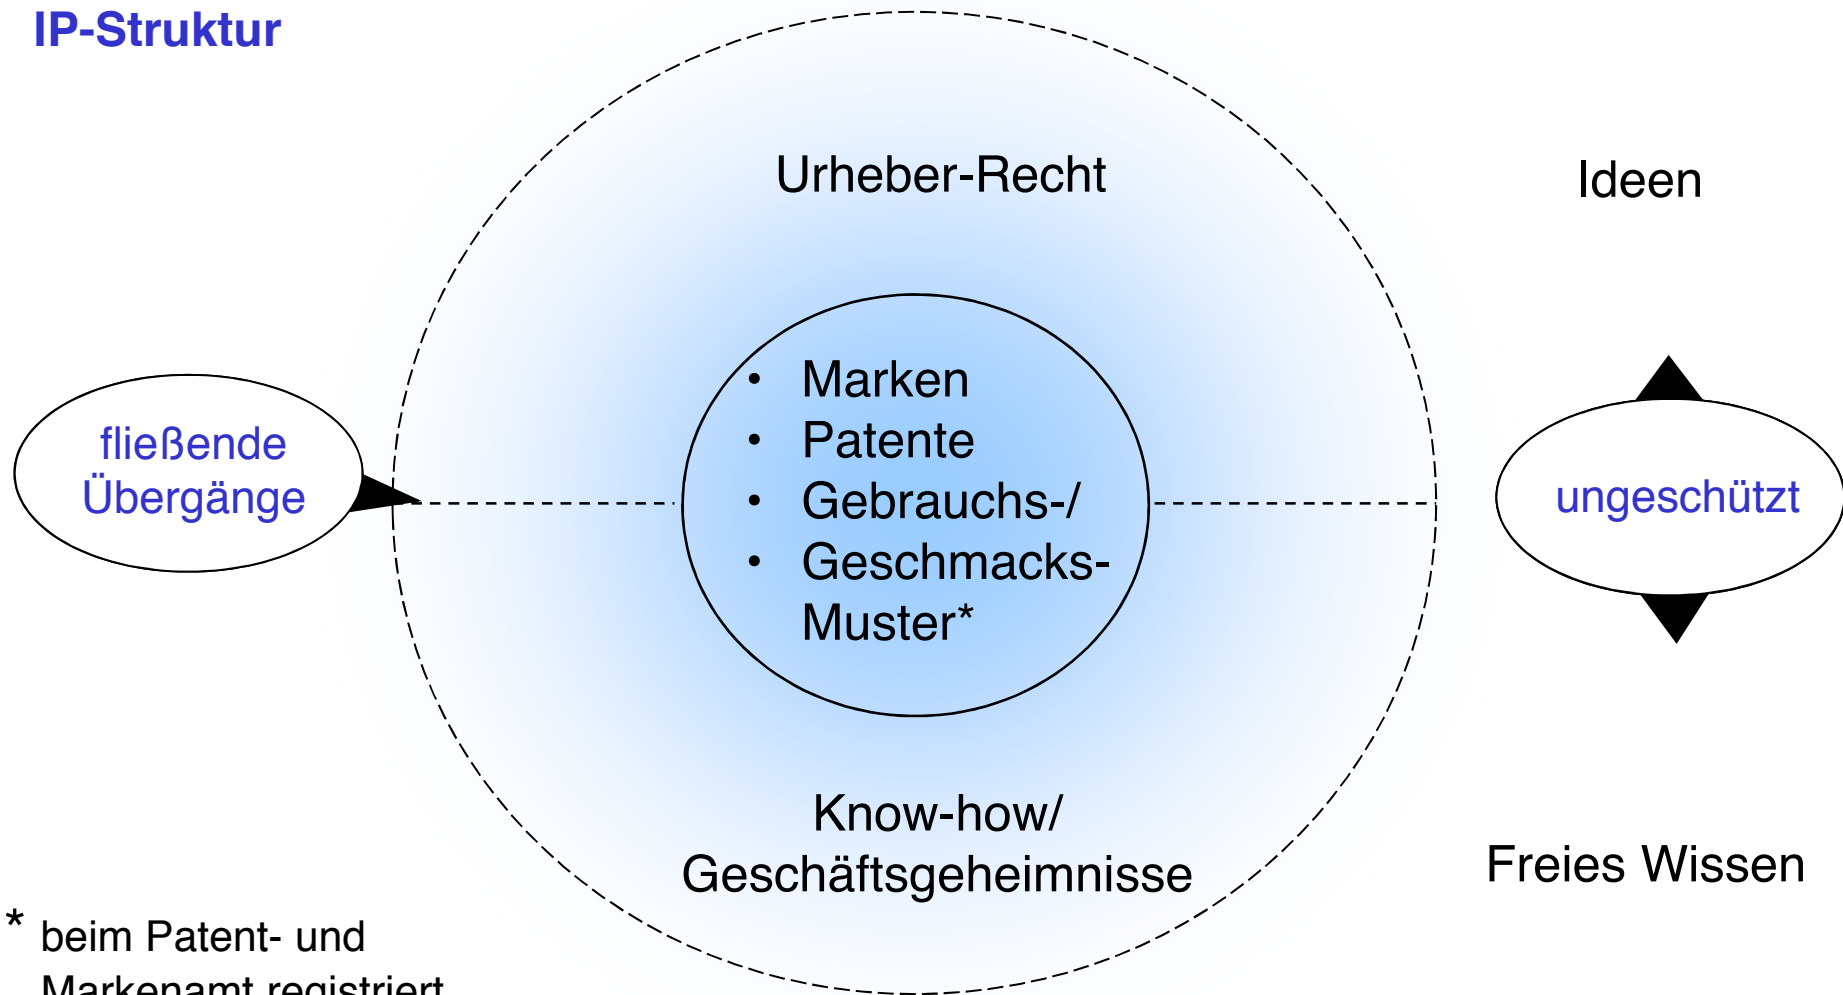 IP-Struktur
Urheber-Recht
Ideen
• Marken
• Patente
• Gebrauchs-/
• Geschmacks-
Muster*
fließende
Übergänge
ungeschützt
Know-how/
Geschäftsgeheimnisse
Freies Wissen
* beim Patent- und
Markenamt registriert